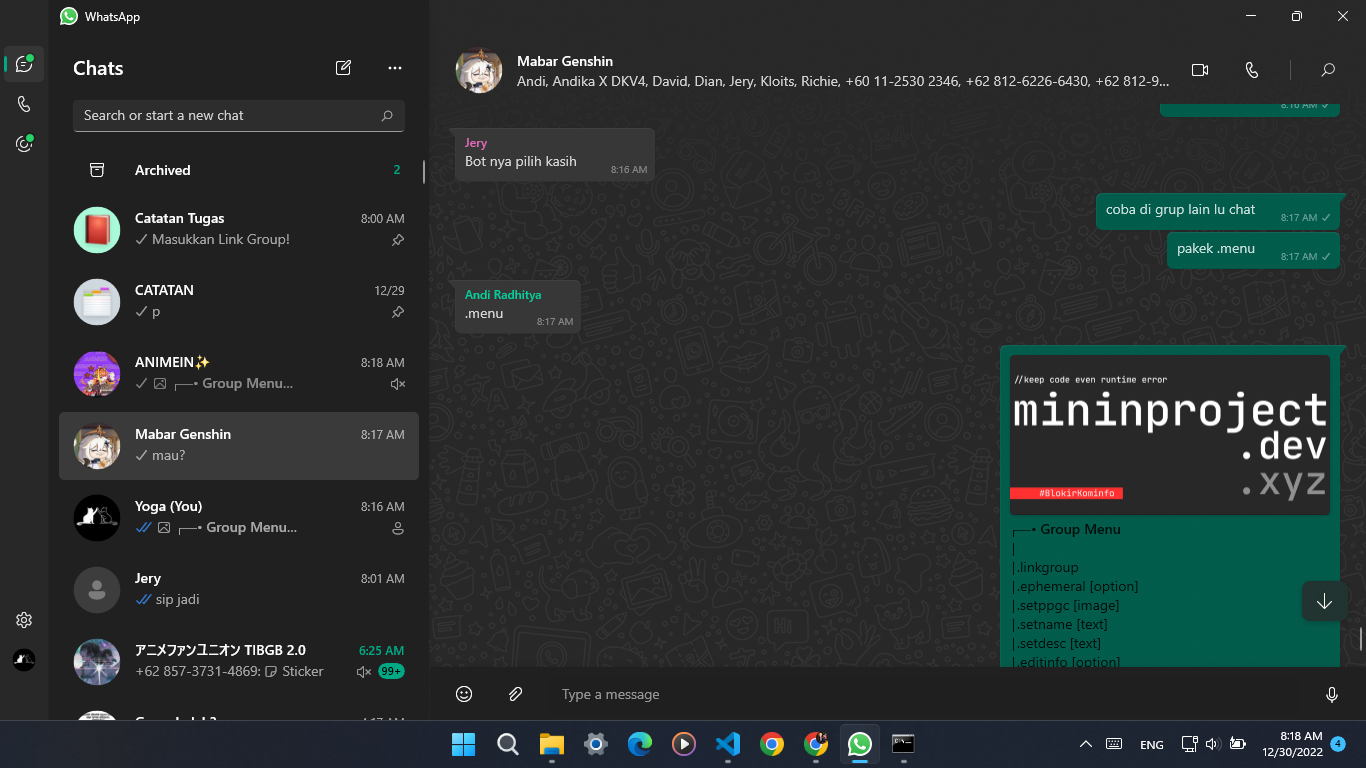 WhatsApp
Chats
Search or start a new chat
Archived
2
Catatan Tugas
8:00 AM
Masukkan Link Group!
CATATAN
12/29
p
ANIMEIN✨
8:18 AM
┌──• Group Menu...
Mabar Genshin
8:17 AM
mau?
Yoga (You)
8:16 AM
┌──• Group Menu...
Jery
8:01 AM
sip jadi
アニメファンユニオン TIBGB 2.0
6:25 AM
+62 857-3731-4869: Sticker
99+
Mabar Genshin
Andi, Andika X DKV4, David, Dian, Jery, Kloits, Richie, +60 11-2530 2346, +62 812-6226-6430, +62 812-9...
8:16 AM
Jery
Bot nya pilih kasih
8:16 AM
coba di grup lain lu chat
8:17 AM
pakek .menu
8:17 AM
Andi Radhitya
.menu
8:17 AM
//keep code even runtime error
mininproject
.dev
.xyz
#BlokirKominfo
┌──• Group Menu
│
│.linkgroup
│.ephemeral [option]
│.setppgc [image]
│.setname [text]
│.setdesc [text]
│.editinfo [option]
Type a message
ENG
8:18 AM
12/30/2022
4